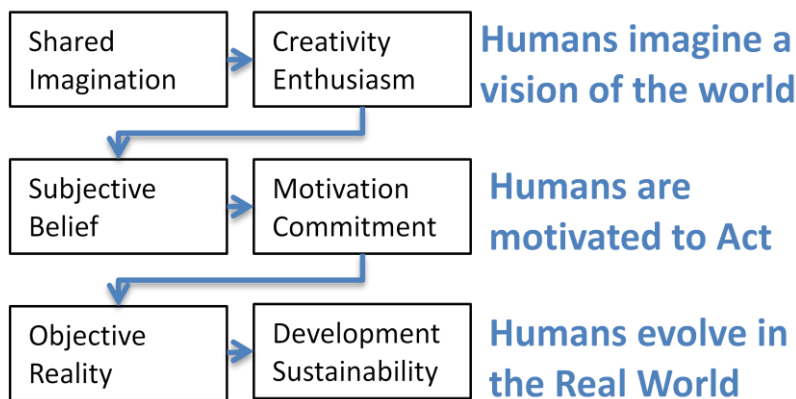 Shared
Imagination
Creativity
Enthusiasm
Humans imagine a
vision of the world
Subjective
Belief
Motivation
Commitment
Humans are
motivated to Act
Objective
Reality
Development
Sustainability
Humans evolve in
the Real World